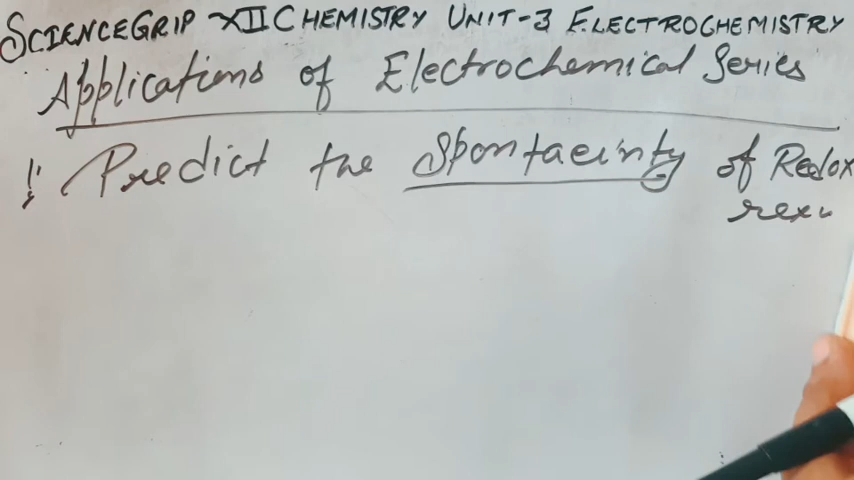 SCIENCEGRIP XII CHEMISTRY UNIT-3 ELECTROCHEMISTRY
Applications of Electrochemical Series
1. Predict the Spontaeinty of Redox
rexn